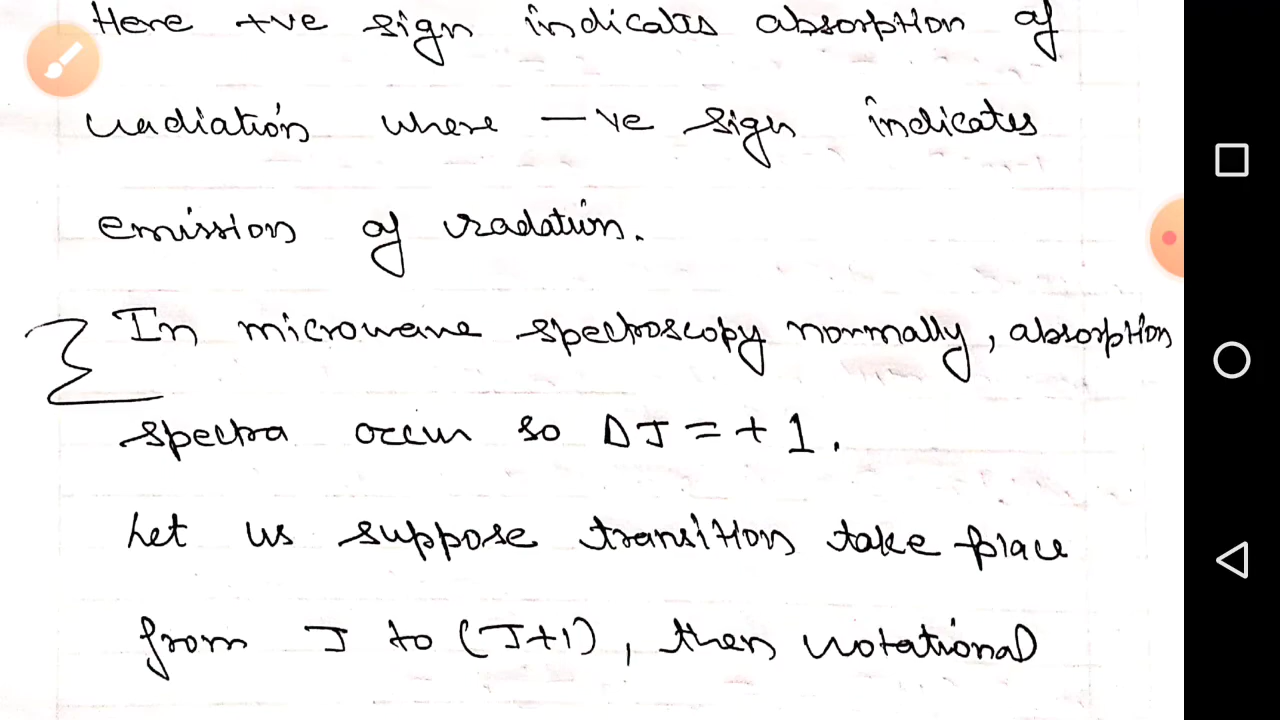 Here +ve sign indicates absorption of
radiation where -ve sign indicates
emission of radation.
In microwave spectroscopy normally, absorption
spectra occur so ΔJ = +1.
Let us suppose transition take place
from J to (J+1), then rotational